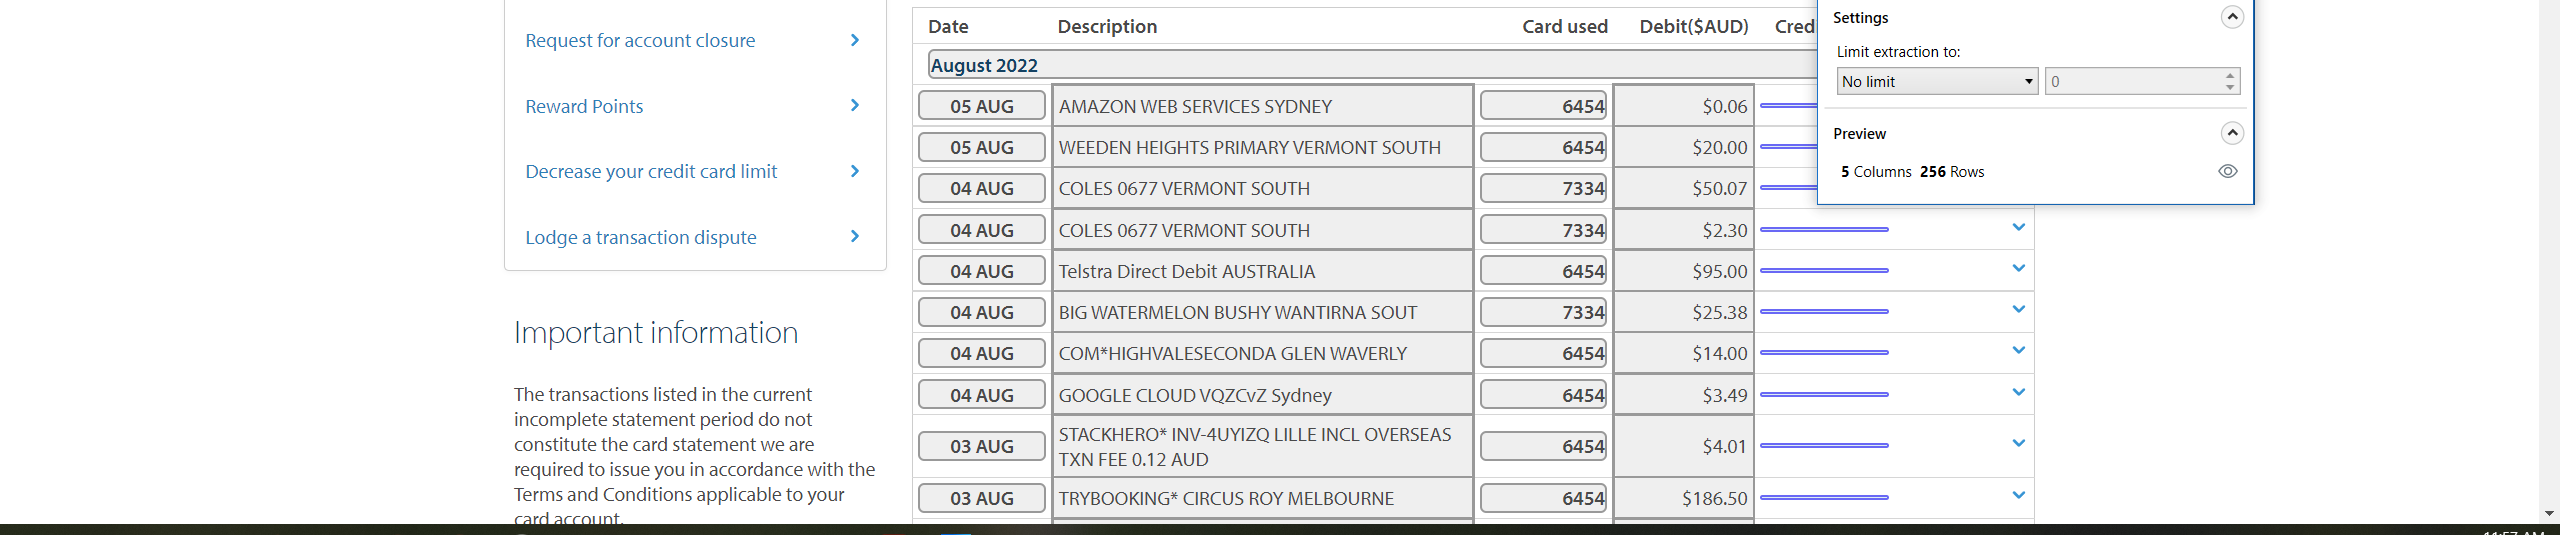 Request for account closure
Reward Points
Decrease your credit card limit
Lodge a transaction dispute
Important information
The transactions listed in the current
incomplete statement period do not
constitute the card statement we are
required to issue you in accordance with the
Terms and Conditions applicable to your
card account.
Date Description Card used Debit($AUD)
August 2022
05 AUG AMAZON WEB SERVICES SYDNEY 6454 $0.06
05 AUG WEEDEN HEIGHTS PRIMARY VERMONT SOUTH 6454 $20.00
04 AUG COLES 0677 VERMONT SOUTH 7334 $50.07
04 AUG COLES 0677 VERMONT SOUTH 7334 $2.30
04 AUG Telstra Direct Debit AUSTRALIA 6454 $95.00
04 AUG BIG WATERMELON BUSHY WANTIRNA SOUT 7334 $25.38
04 AUG COM*HIGHVALESECONDA GLEN WAVERLY 6454 $14.00
04 AUG GOOGLE CLOUD VQZCvZ Sydney 6454 $3.49
03 AUG STACKHERO* INV-4UYIZQ LILLE INCL OVERSEAS
TXN FEE 0.12 AUD 6454 $4.01
03 AUG TRYBOOKING* CIRCUS ROY MELBOURNE 6454 $186.50
Settings
Limit extraction to:
No limit 0
Preview
5 Columns 256 Rows